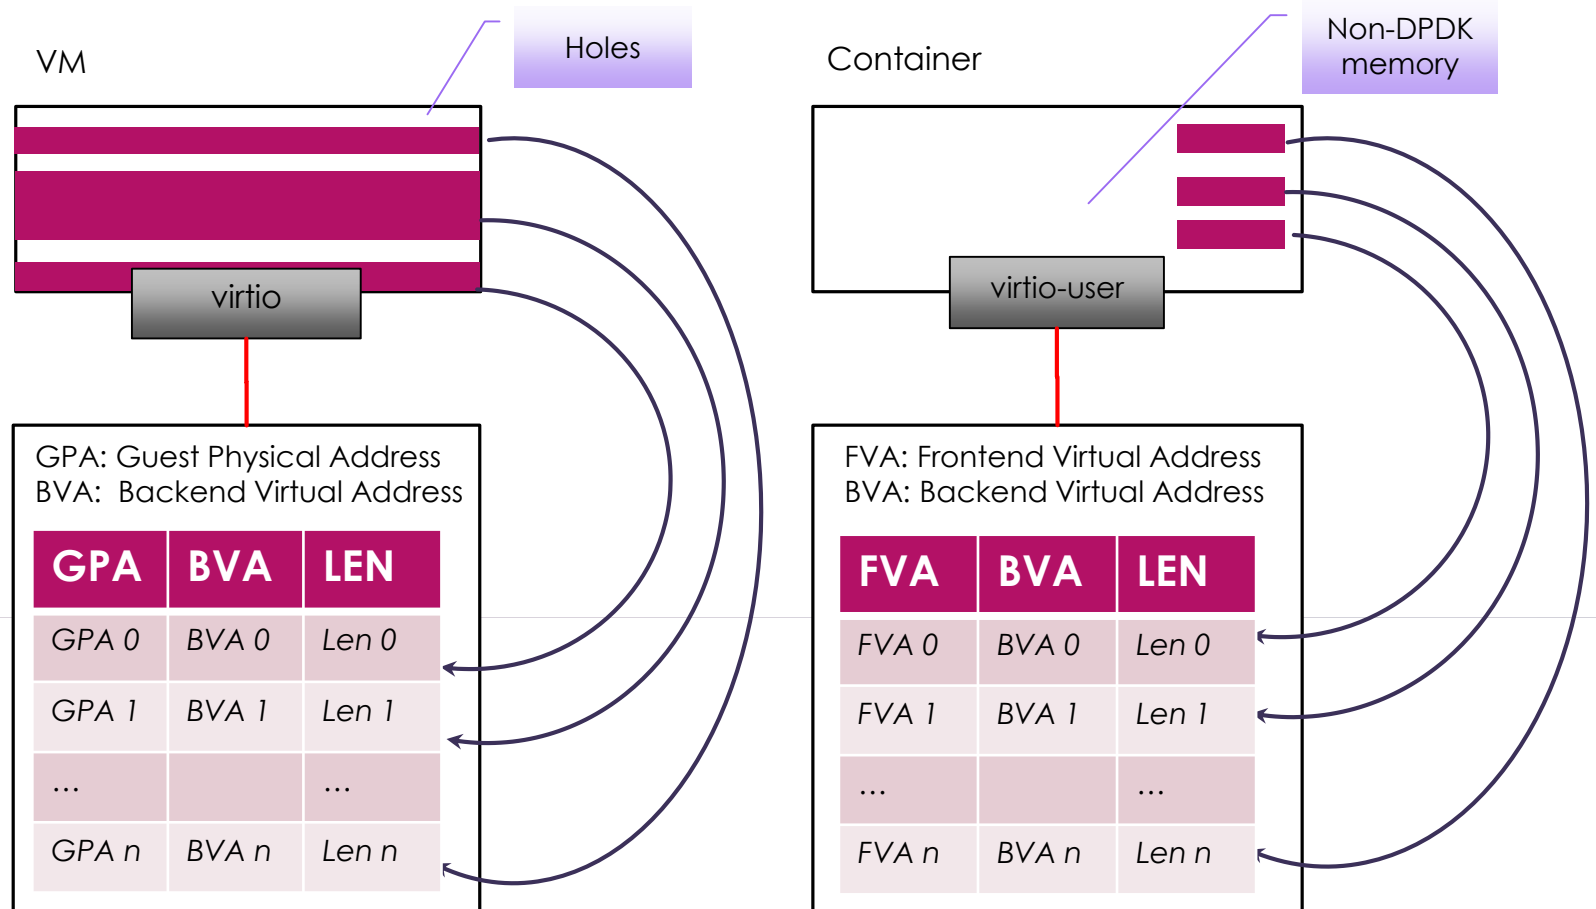 VM
Holes
virtio
GPA: Guest Physical Address
BVA: Backend Virtual Address
GPA BVA LEN
GPA 0 BVA 0 Len 0
GPA 1 BVA 1 Len 1
... ...
GPA n BVA n Len n
Container
Non-DPDK
memory
virtio-user
FVA: Frontend Virtual Address
BVA: Backend Virtual Address
FVA BVA LEN
FVA 0 BVA 0 Len 0
FVA 1 BVA 1 Len 1
... ...
FVA n BVA n Len n